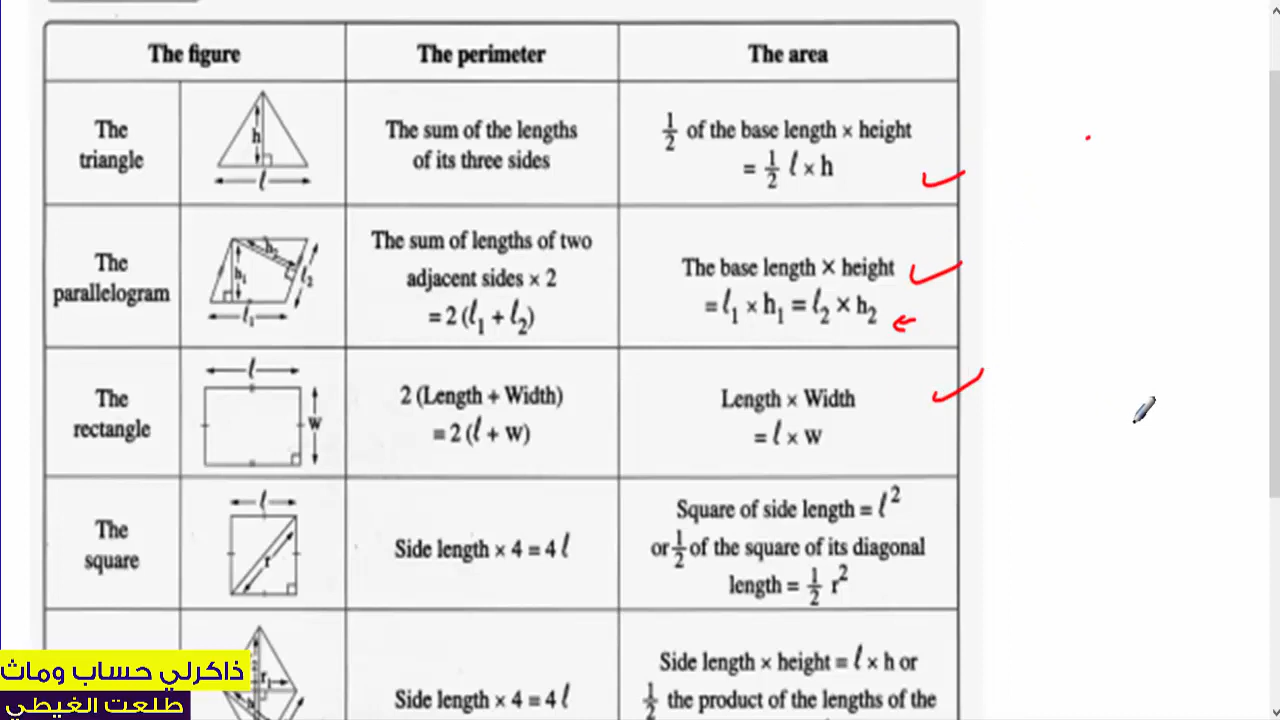 The figure
The perimeter
The area
The
triangle
h
l
The sum of the lengths
of its three sides
1/2 of the base length × height
= 1/2 l × h
The
parallelogram
h₁
h₂
l₂
l₁
The sum of lengths of two
adjacent sides × 2
= 2 (l₁ + l₂)
The base length × height
= l₁ × h₁ = l₂ × h₂
The
rectangle
l
w
2 (Length + Width)
= 2 (l + w)
Length × Width
= l × w
The
square
l
r
Side length × 4 = 4 l
Square of side length = l²
or 1/2 of the square of its diagonal
length = 1/2 r²
r₁
Side length × 4 = 4 l
Side length × height = l × h or
1/2 the product of the lengths of the
ذاكرلي حساب وماث
طلعت الغيطي